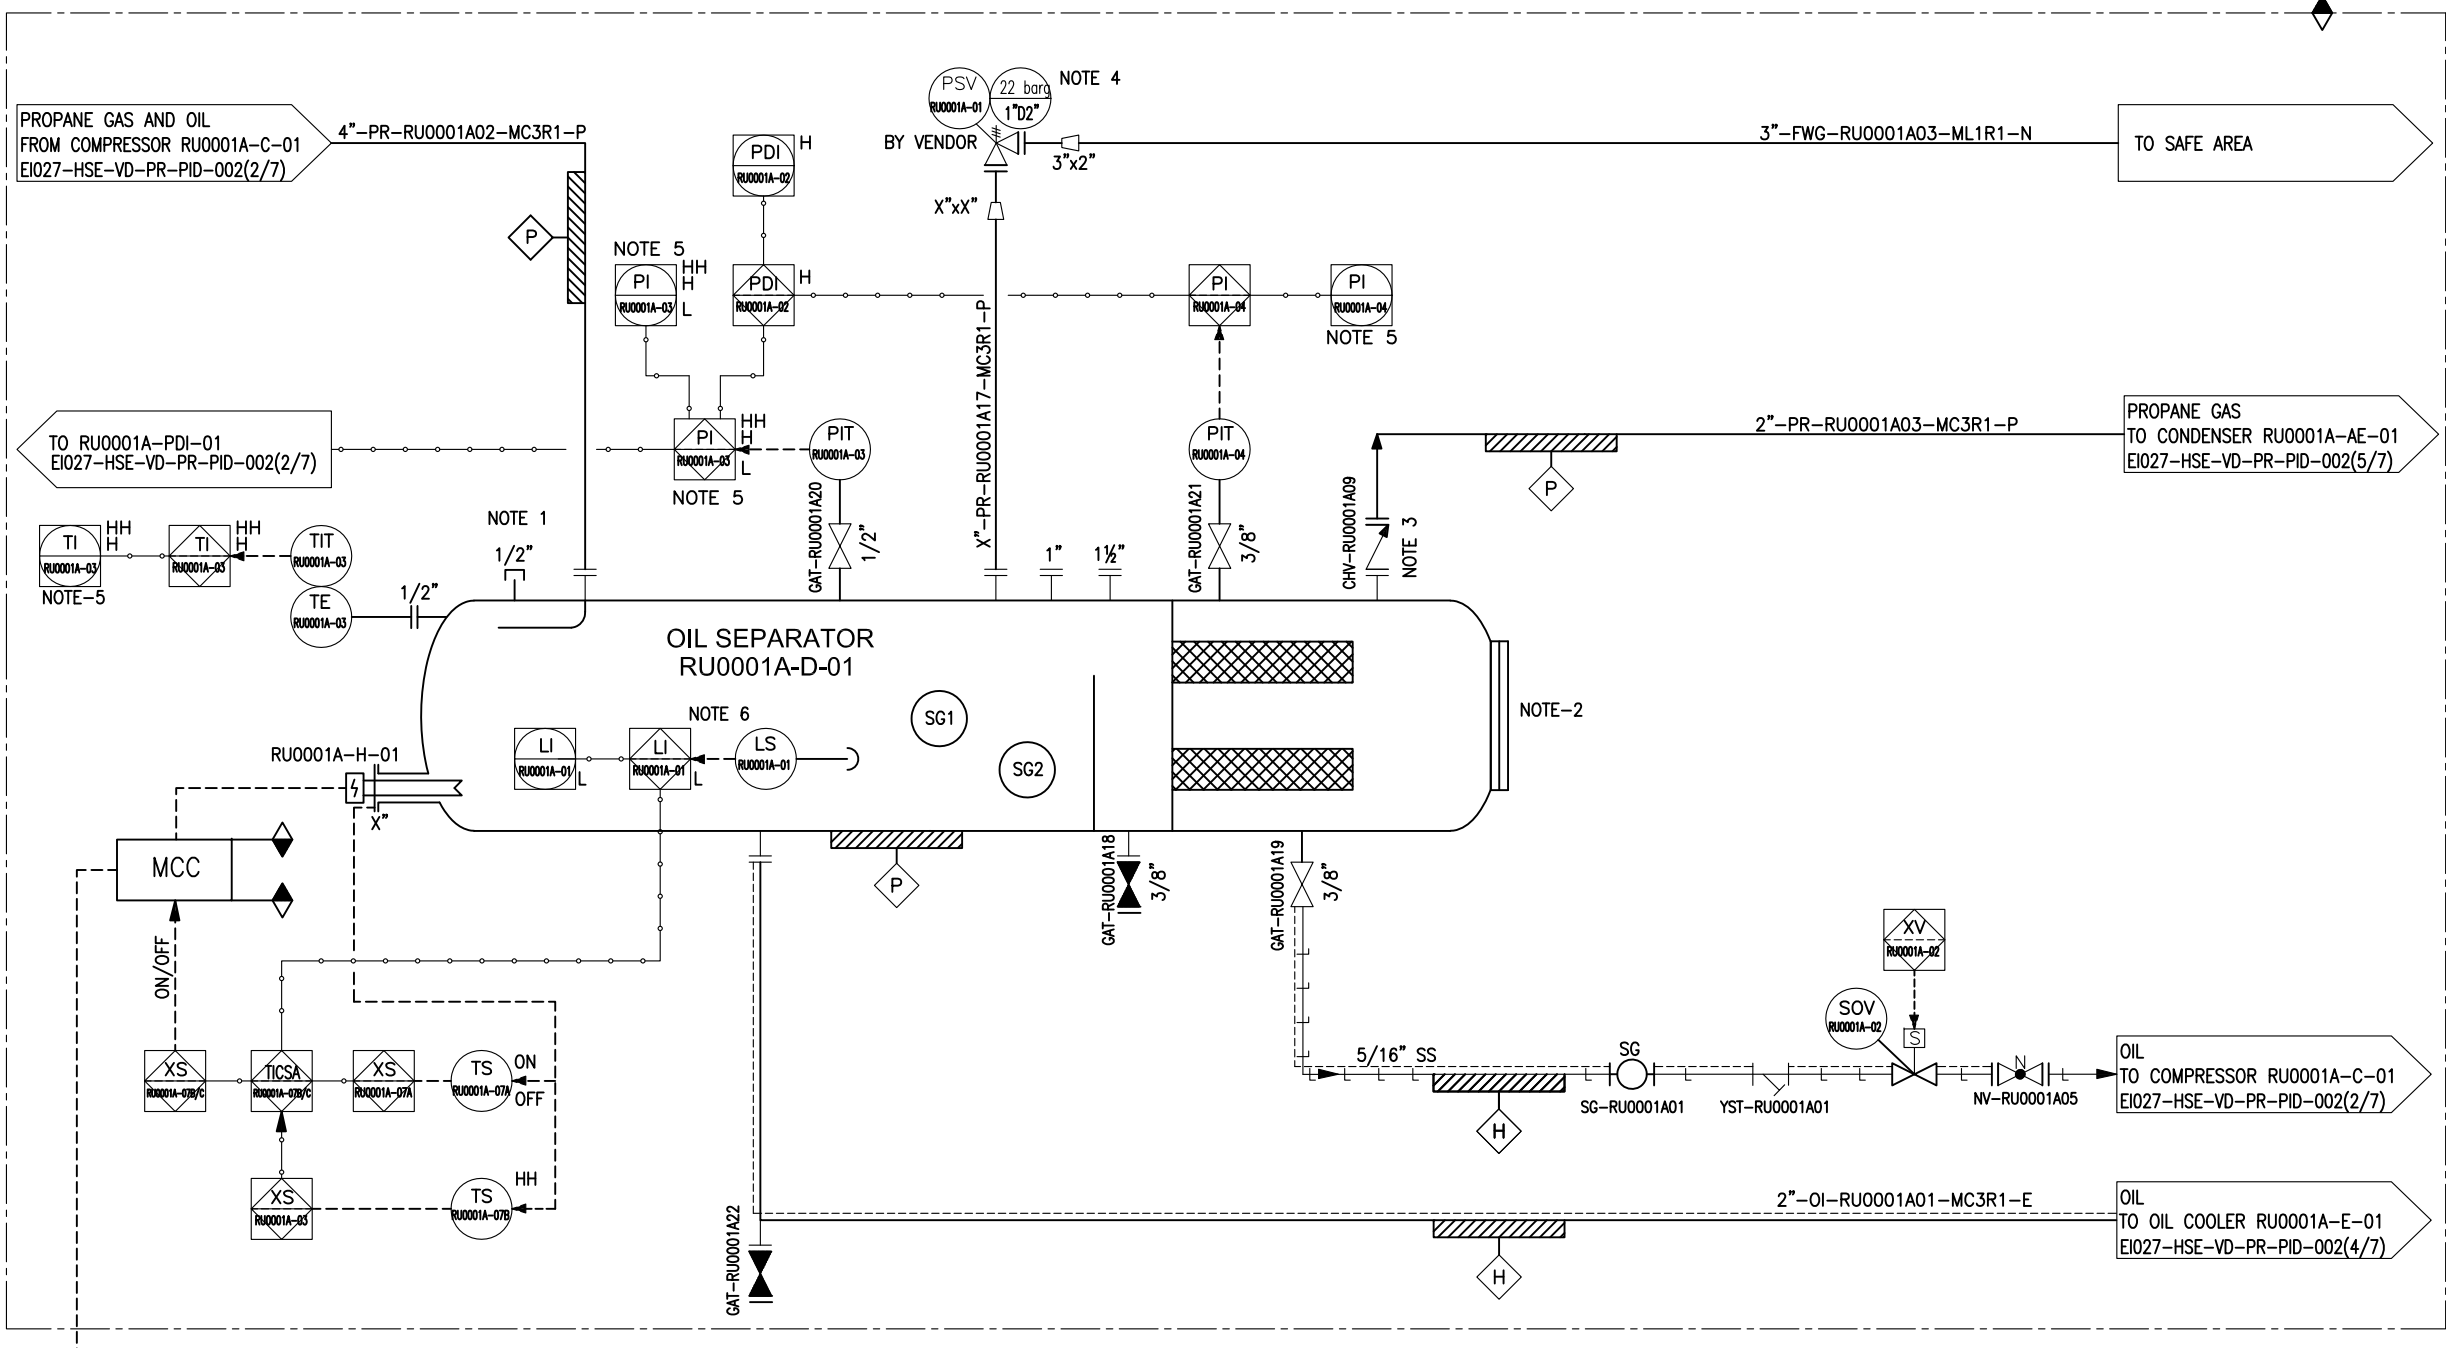 PSV
RU0001A-01
22 barg
1"D2"
NOTE 4
BY VENDOR
3"x2"
3"-FWG-RU0001A03-ML1R1-N
TO SAFE AREA
PROPANE GAS AND OIL
FROM COMPRESSOR RU0001A-C-01
EI027-HSE-VD-PR-PID-002(2/7)
4"-PR-RU0001A02-MC3R1-P
P
PDI
RU0001A-02
H
X"xX"
NOTE 5
PI
RU0001A-03
HH
H
L
PDI
RU0001A-02
H
X"-PR-RU0001A17-MC3R1-P
PI
RU0001A-04
PI
RU0001A-04
NOTE 5
TO RU0001A-PDI-01
EI027-HSE-VD-PR-PID-002(2/7)
PI
RU0001A-03
HH
H
L
NOTE 5
PIT
RU0001A-03
GAT-RU0001A20
1/2"
PIT
RU0001A-04
GAT-RU0001A21
3/8"
CHV-RU0001A09
NOTE 3
2"-PR-RU0001A03-MC3R1-P
P
PROPANE GAS
TO CONDENSER RU0001A-AE-01
EI027-HSE-VD-PR-PID-002(5/7)
TI
RU0001A-03
HH
H
NOTE-5
TI
RU0001A-03
HH
H
TIT
RU0001A-03
TE
RU0001A-03
1/2"
NOTE 1
1/2"
1"
1½"
OIL SEPARATOR
RU0001A-D-01
SG1
SG2
NOTE-2
NOTE 6
LI
RU0001A-01
L
LI
RU0001A-01
L
LS
RU0001A-01
RU0001A-H-01
X"
MCC
P
GAT-RU0001A18
3/8"
GAT-RU0001A19
3/8"
ON/OFF
XS
RU0001A-07B/C
TICSA
RU0001A-07B/C
XS
RU0001A-07A
TS
RU0001A-07A
ON
OFF
XS
RU0001A-03
TS
RU0001A-07B
HH
XV
RU0001A-02
SOV
RU0001A-02
S
5/16" SS
H
SG
SG-RU0001A01
YST-RU0001A01
N
NV-RU0001A05
OIL
TO COMPRESSOR RU0001A-C-01
EI027-HSE-VD-PR-PID-002(2/7)
GAT-RU0001A22
2"-OI-RU0001A01-MC3R1-E
H
OIL
TO OIL COOLER RU0001A-E-01
EI027-HSE-VD-PR-PID-002(4/7)